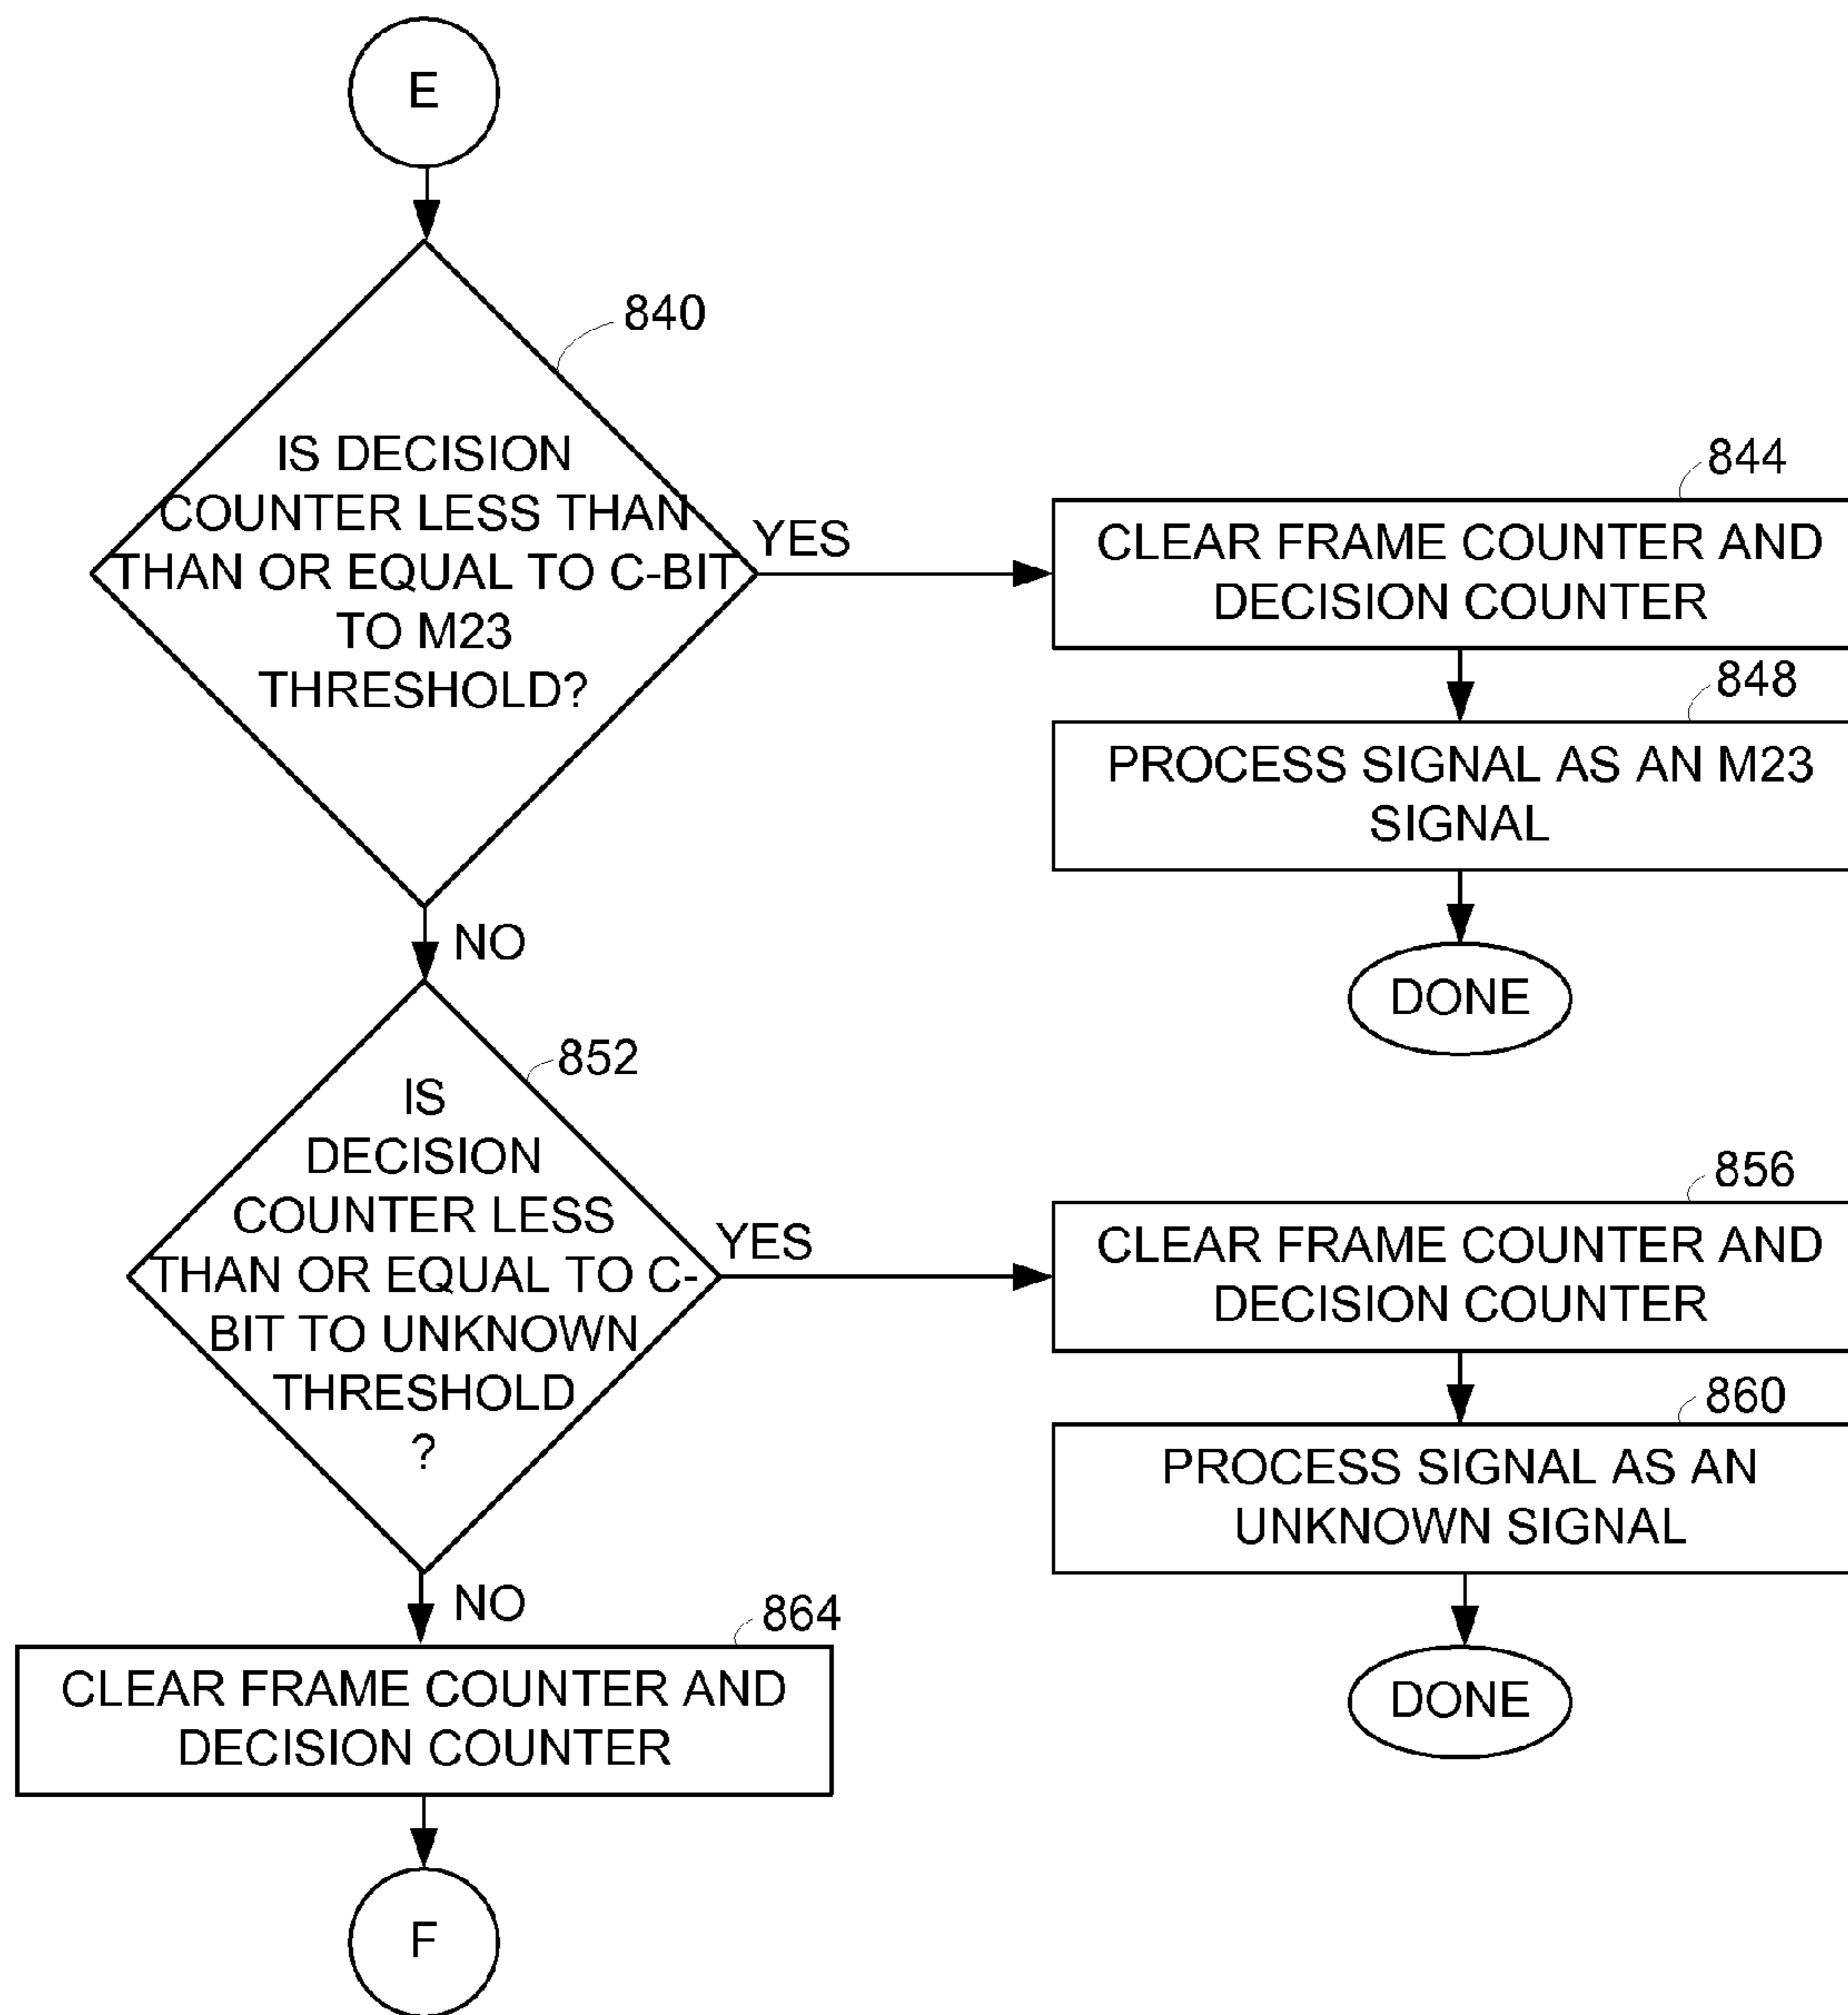 E
840
IS DECISION
COUNTER LESS THAN
THAN OR EQUAL TO C-BIT
TO M23
THRESHOLD?
YES
844
CLEAR FRAME COUNTER AND
DECISION COUNTER
848
PROCESS SIGNAL AS AN M23
SIGNAL
DONE
NO
852
IS
DECISION
COUNTER LESS
THAN OR EQUAL TO C-
BIT TO UNKNOWN
THRESHOLD
?
YES
856
CLEAR FRAME COUNTER AND
DECISION COUNTER
860
PROCESS SIGNAL AS AN
UNKNOWN SIGNAL
DONE
NO
864
CLEAR FRAME COUNTER AND
DECISION COUNTER
F